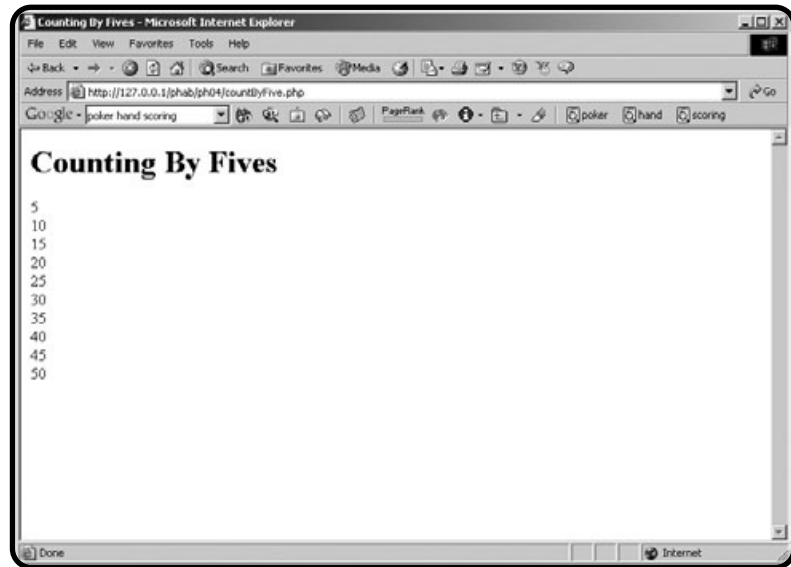 Counting By Fives - Microsoft Internet Explorer
File Edit View Favorites Tools Help
Back Search Favorites Media
Address http://127.0.0.1/phab/ph04/countByFive.php Go
Google poker hand scoring PageRank poker hand scoring
Counting By Fives
5
10
15
20
25
30
35
40
45
50
Done Internet